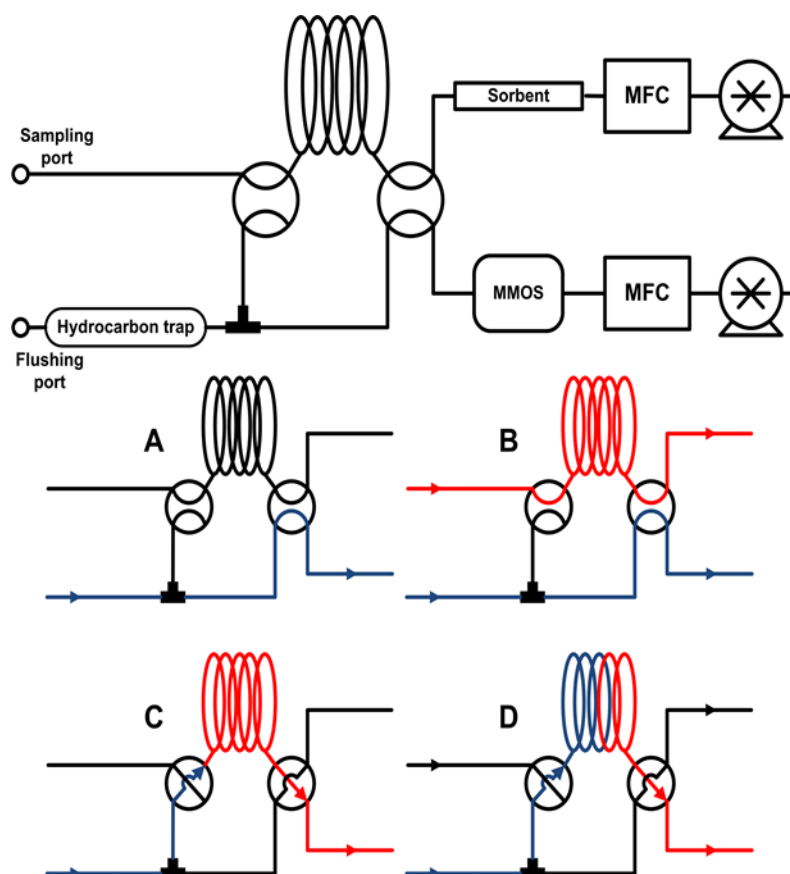 Sorbent
MFC
Sampling
port
MMOS
MFC
Hydrocarbon trap
Flushing
port
A
B
C
D